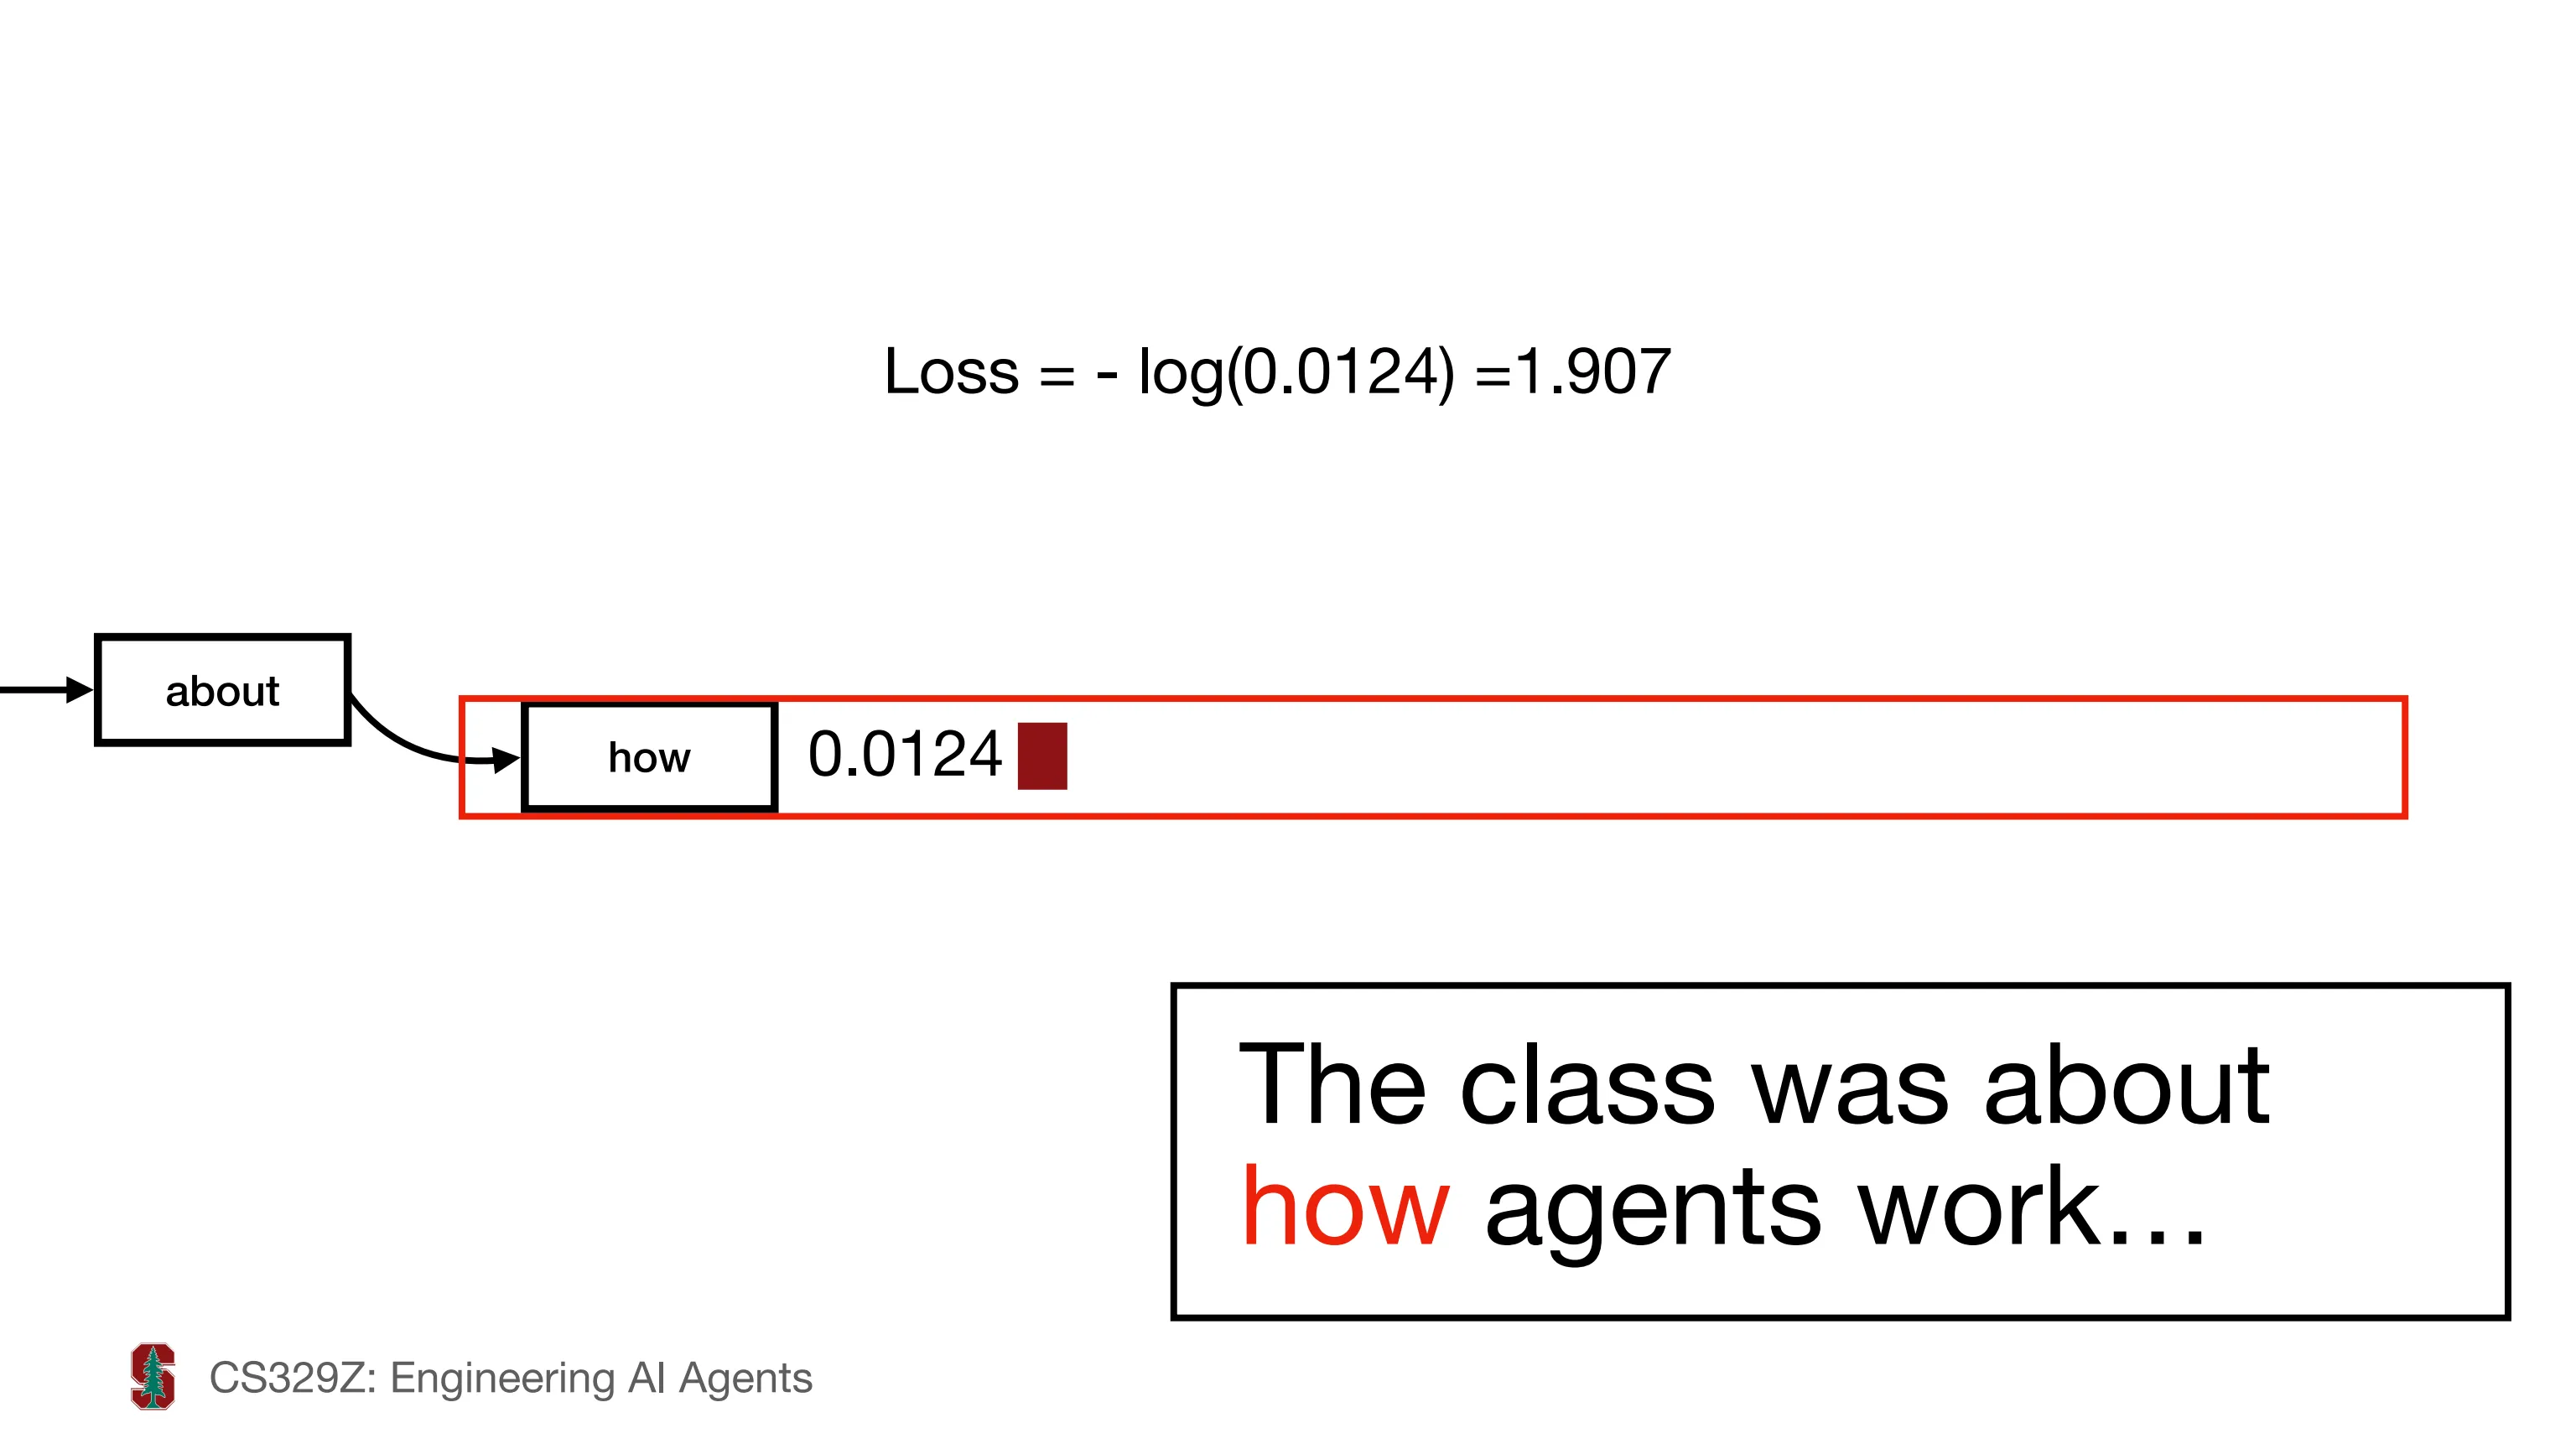 Loss = - log(0.0124) =1.907
about
how
0.0124
The class was about
how agents work...
CS329Z: Engineering AI Agents